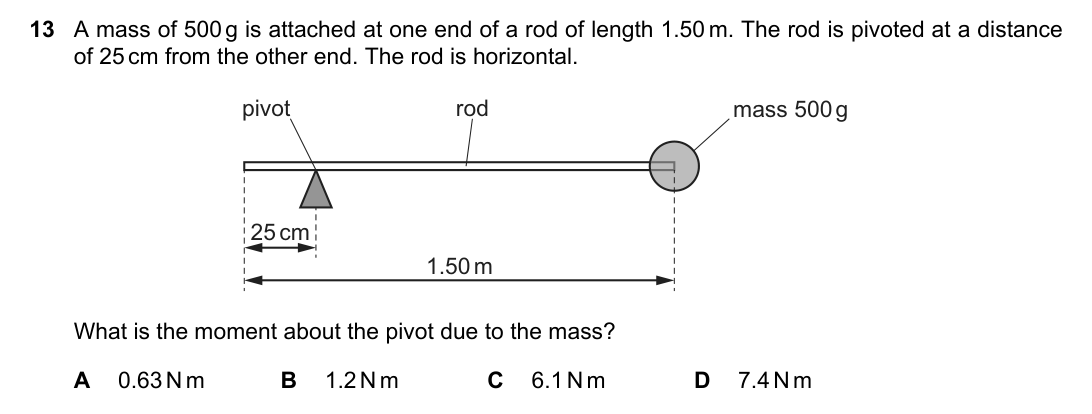 13 A mass of 500 g is attached at one end of a rod of length 1.50 m. The rod is pivoted at a distance
of 25 cm from the other end. The rod is horizontal.
pivot rod mass 500 g
25 cm
1.50 m
What is the moment about the pivot due to the mass?
A 0.63 N m B 1.2 N m C 6.1 N m D 7.4 N m